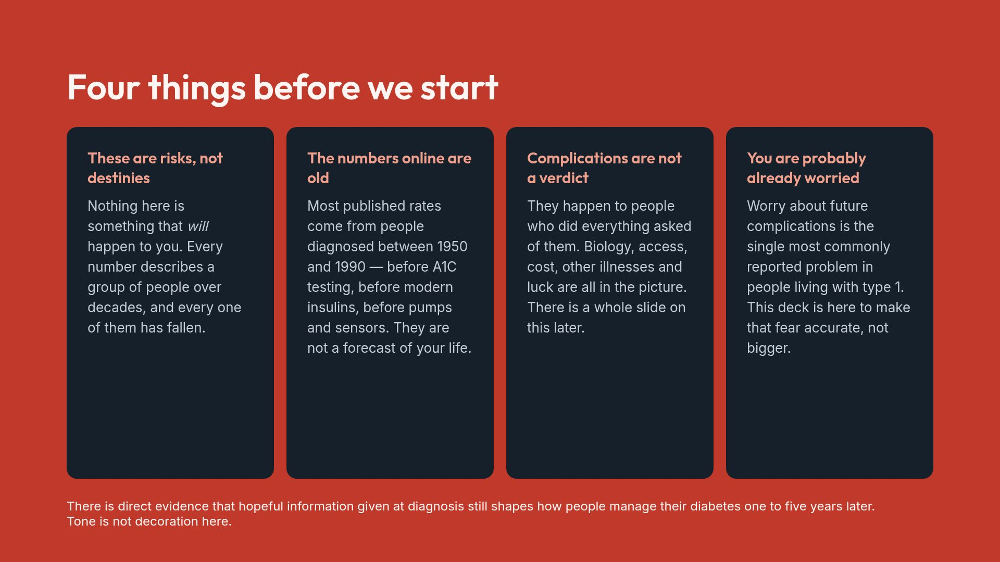 Four things before we start
These are risks, not
destinies
Nothing here is
something that will
happen to you. Every
number describes a
group of people over
decades, and every one
of them has fallen.
The numbers online are
old
Most published rates
come from people
diagnosed between 1950
and 1990 — before A1C
testing, before modern
insulins, before pumps
and sensors. They are
not a forecast of your life.
Complications are not
a verdict
They happen to people
who did everything asked
of them. Biology, access,
cost, other illnesses and
luck are all in the picture.
There is a whole slide on
this later.
You are probably
already worried
Worry about future
complications is the
single most commonly
reported problem in
people living with type 1.
This deck is here to make
that fear accurate, not
bigger.
There is direct evidence that hopeful information given at diagnosis still shapes how people manage their diabetes one to five years later.
Tone is not decoration here.